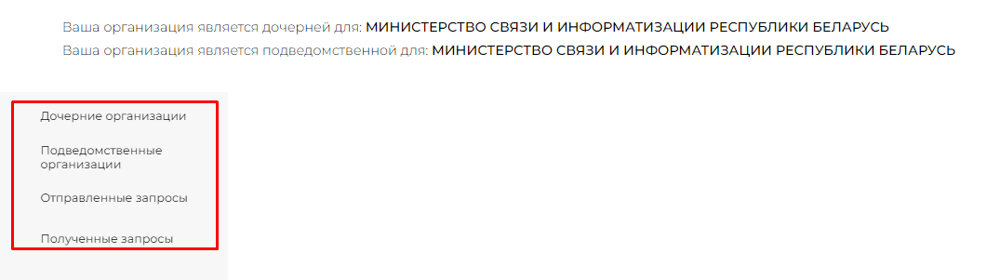 Ваша организация является дочерней для: МИНИСТЕРСТВО СВЯЗИ И ИНФОРМАТИЗАЦИИ РЕСПУБЛИКИ БЕЛАРУСЬ
Ваша организация является подведомственной для: МИНИСТЕРСТВО СВЯЗИ И ИНФОРМАТИЗАЦИИ РЕСПУБЛИКИ БЕЛАРУСЬ
Дочерние организации
Подведомственные
организации
Отправленные запросы
Полученные запросы